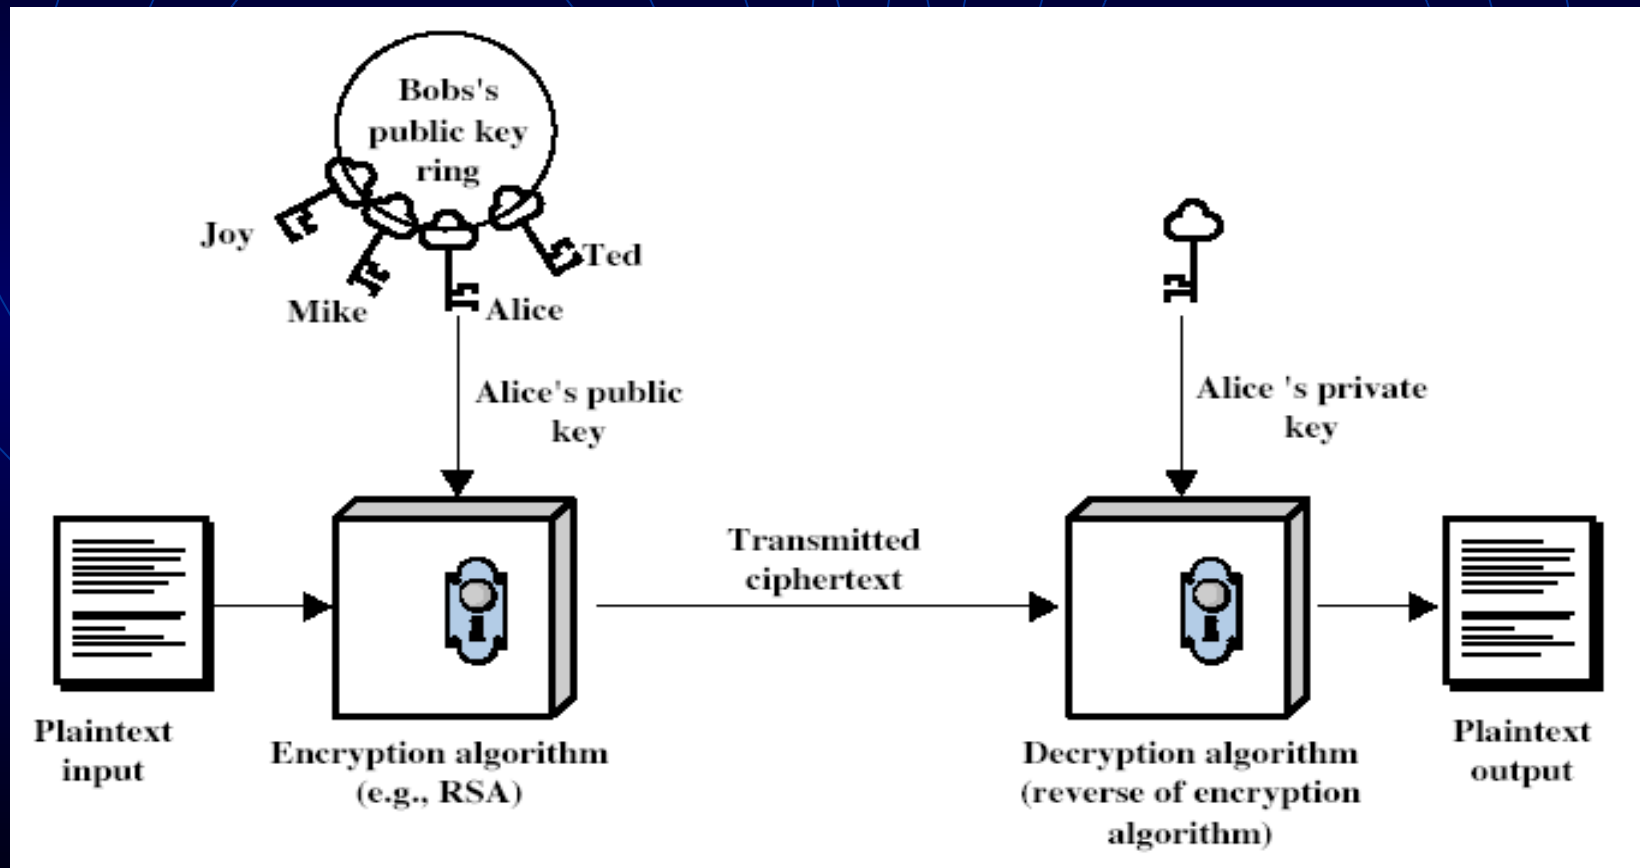 Bobs's
public key
ring
Joy
Ted
Mike
Alice
Alice's public
key
Alice 's private
key
Transmitted
ciphertext
Plaintext
input
Encryption algorithm
(e.g., RSA)
Decryption algorithm
(reverse of encryption
algorithm)
Plaintext
output